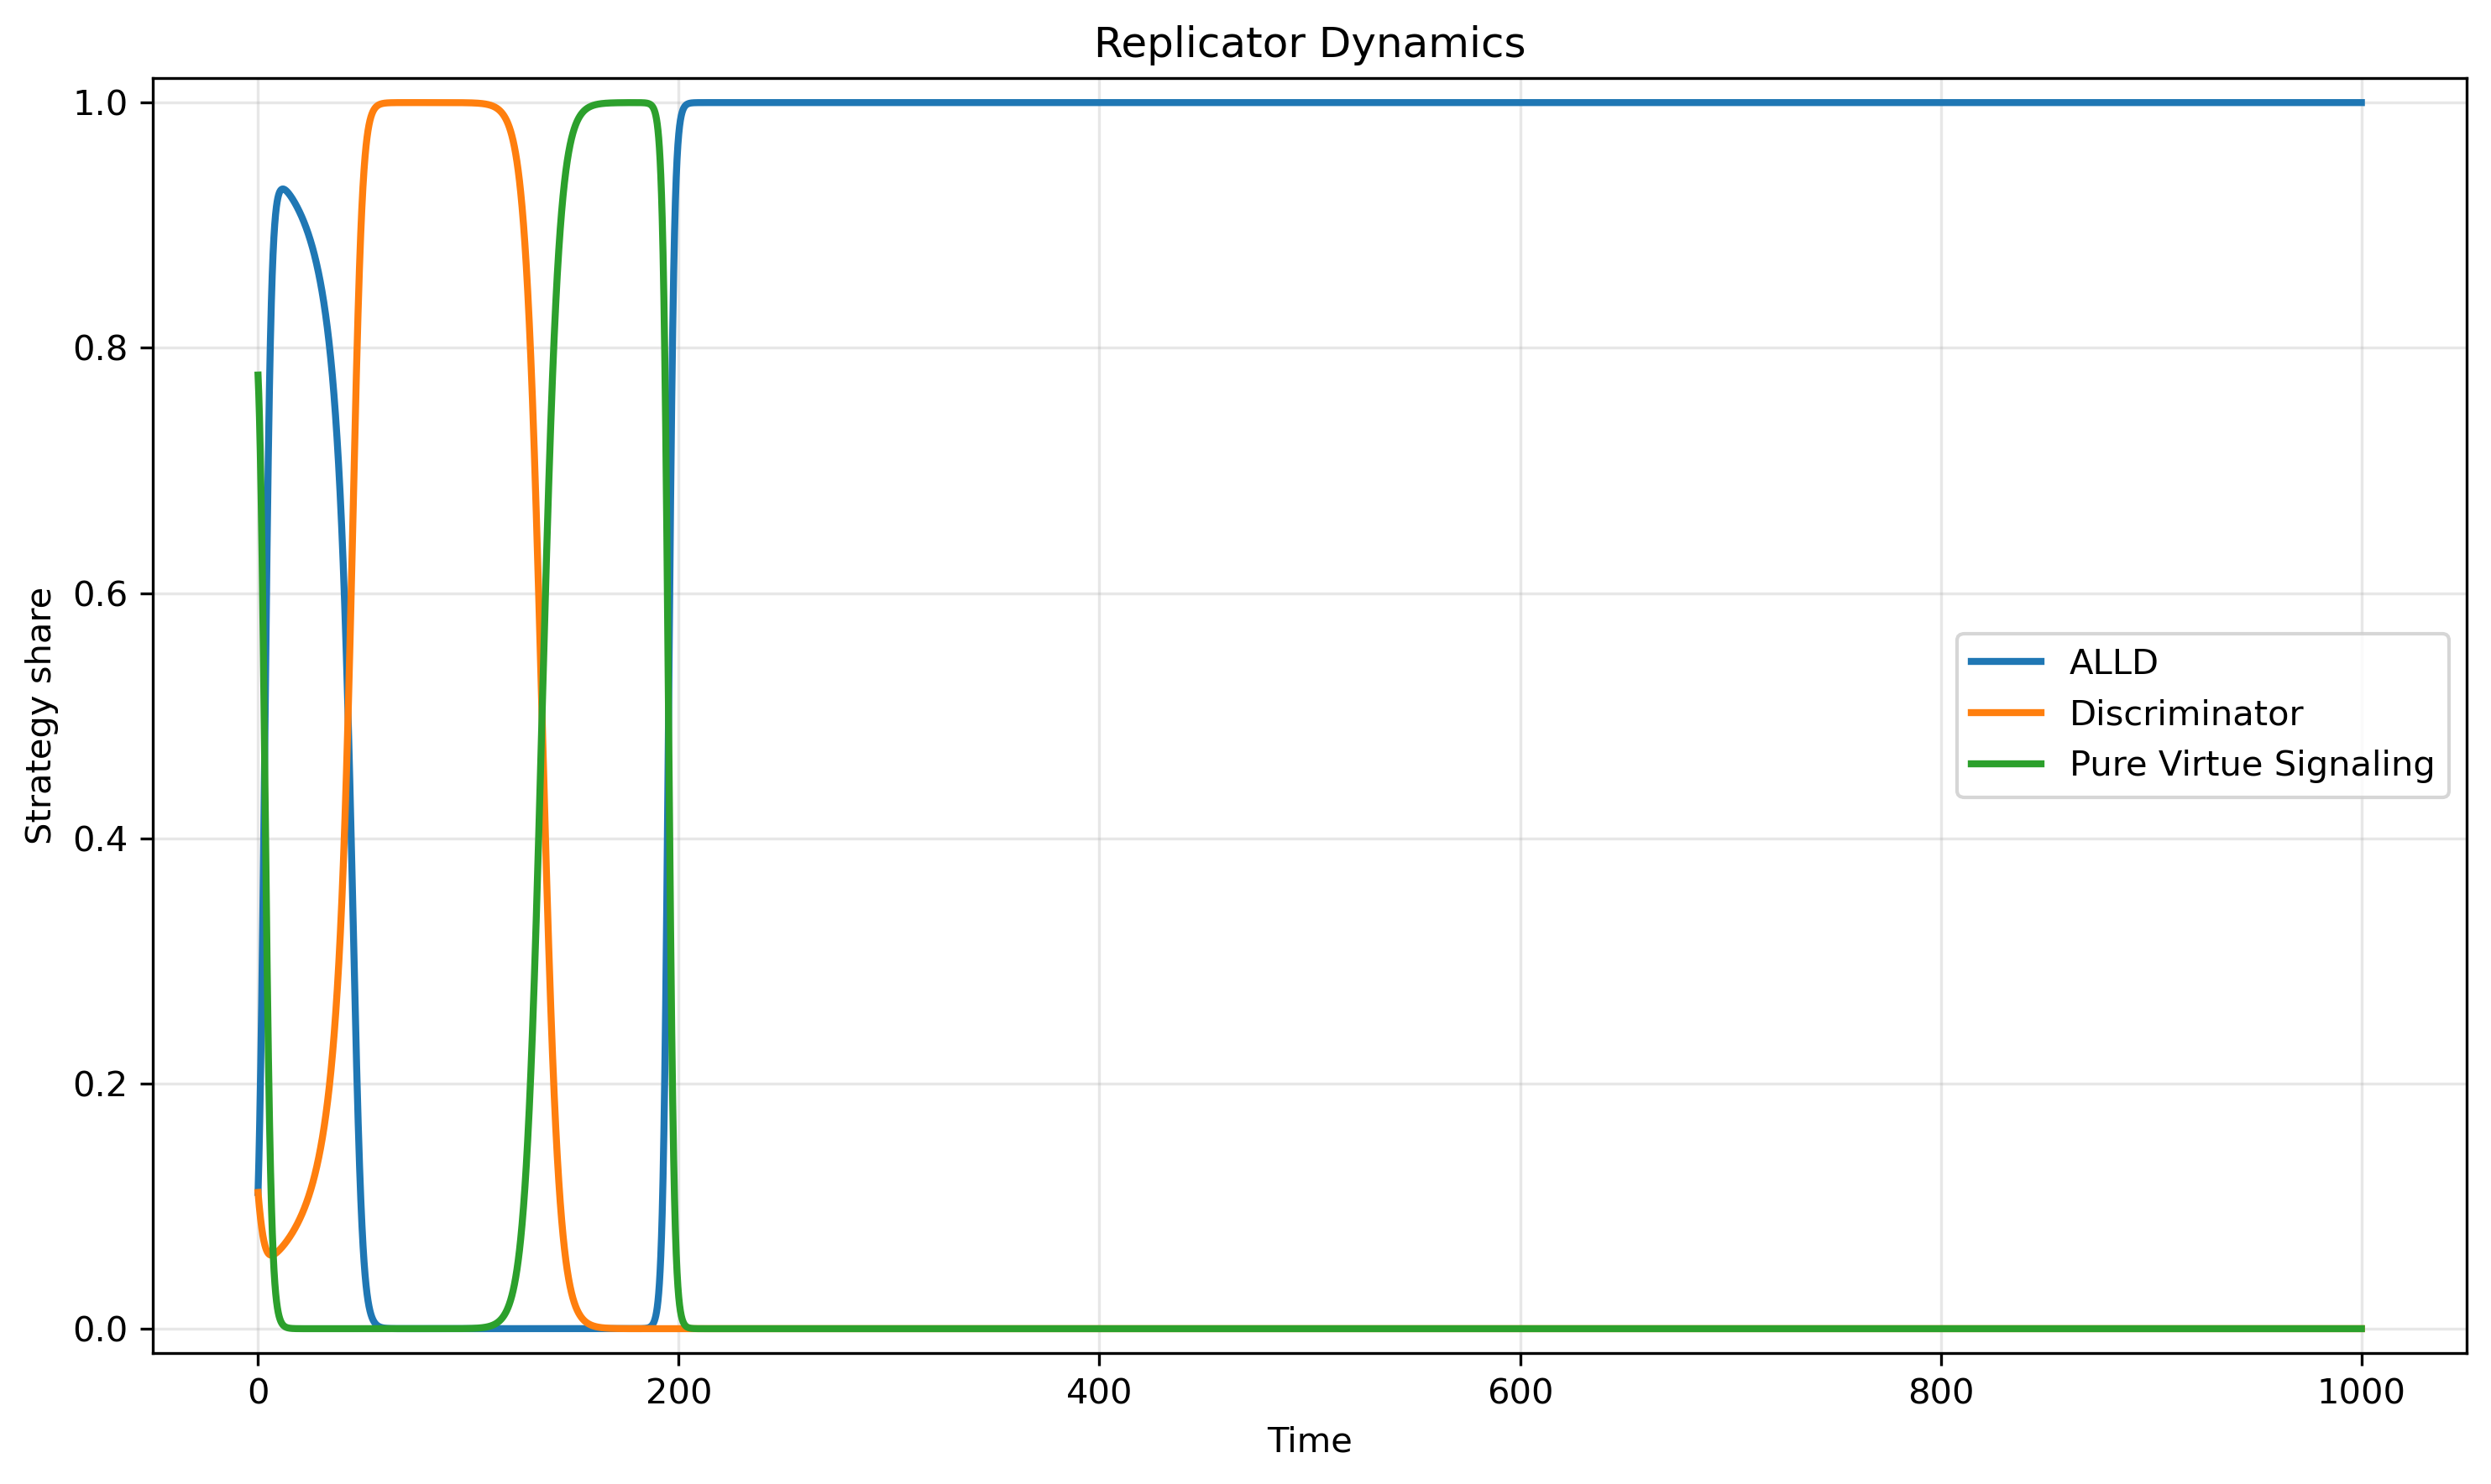 Replicator Dynamics
Strategy share
1.0
0.8
0.6
0.4
0.2
0.0
ALLD
Discriminator
Pure Virtue Signaling
0
200
400
600
800
1000
Time